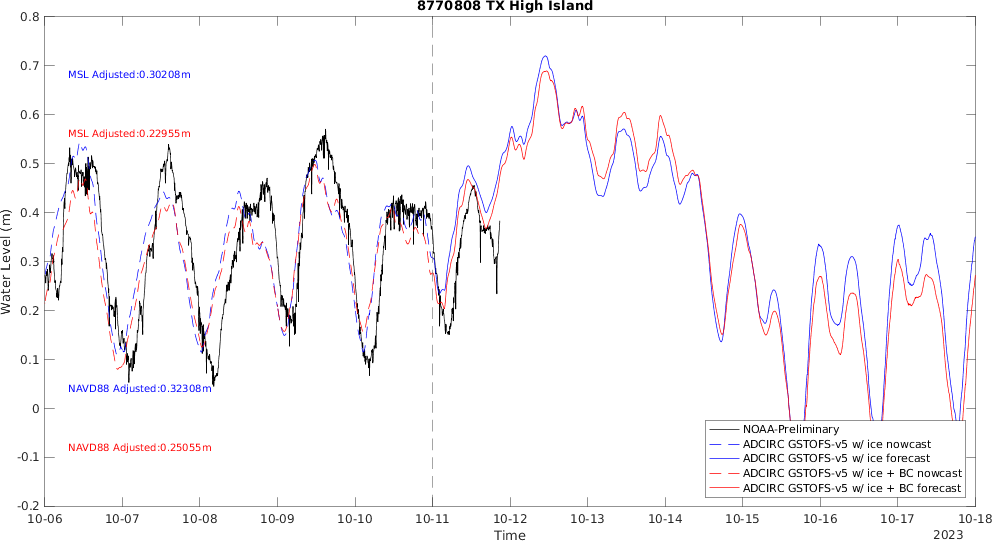 8770808 TX High Island
0.8
0.7
0.6
0.5
0.4
0.3
0.2
0.1
0
-0.1
-0.2
Water Level (m)
MSL Adjusted:0.30208m
MSL Adjusted:0.22955m
NAVD88 Adjusted:0.32308m
NAVD88 Adjusted:0.25055m
NOAA-Preliminary
ADCIRC GSTOFS-v5 w/ ice nowcast
ADCIRC GSTOFS-v5 w/ ice forecast
ADCIRC GSTOFS-v5 w/ ice + BC nowcast
ADCIRC GSTOFS-v5 w/ ice + BC forecast
10-06 10-07 10-08 10-09 10-10 10-11 10-12 10-13 10-14 10-15 10-16 10-17 10-18
Time
2023